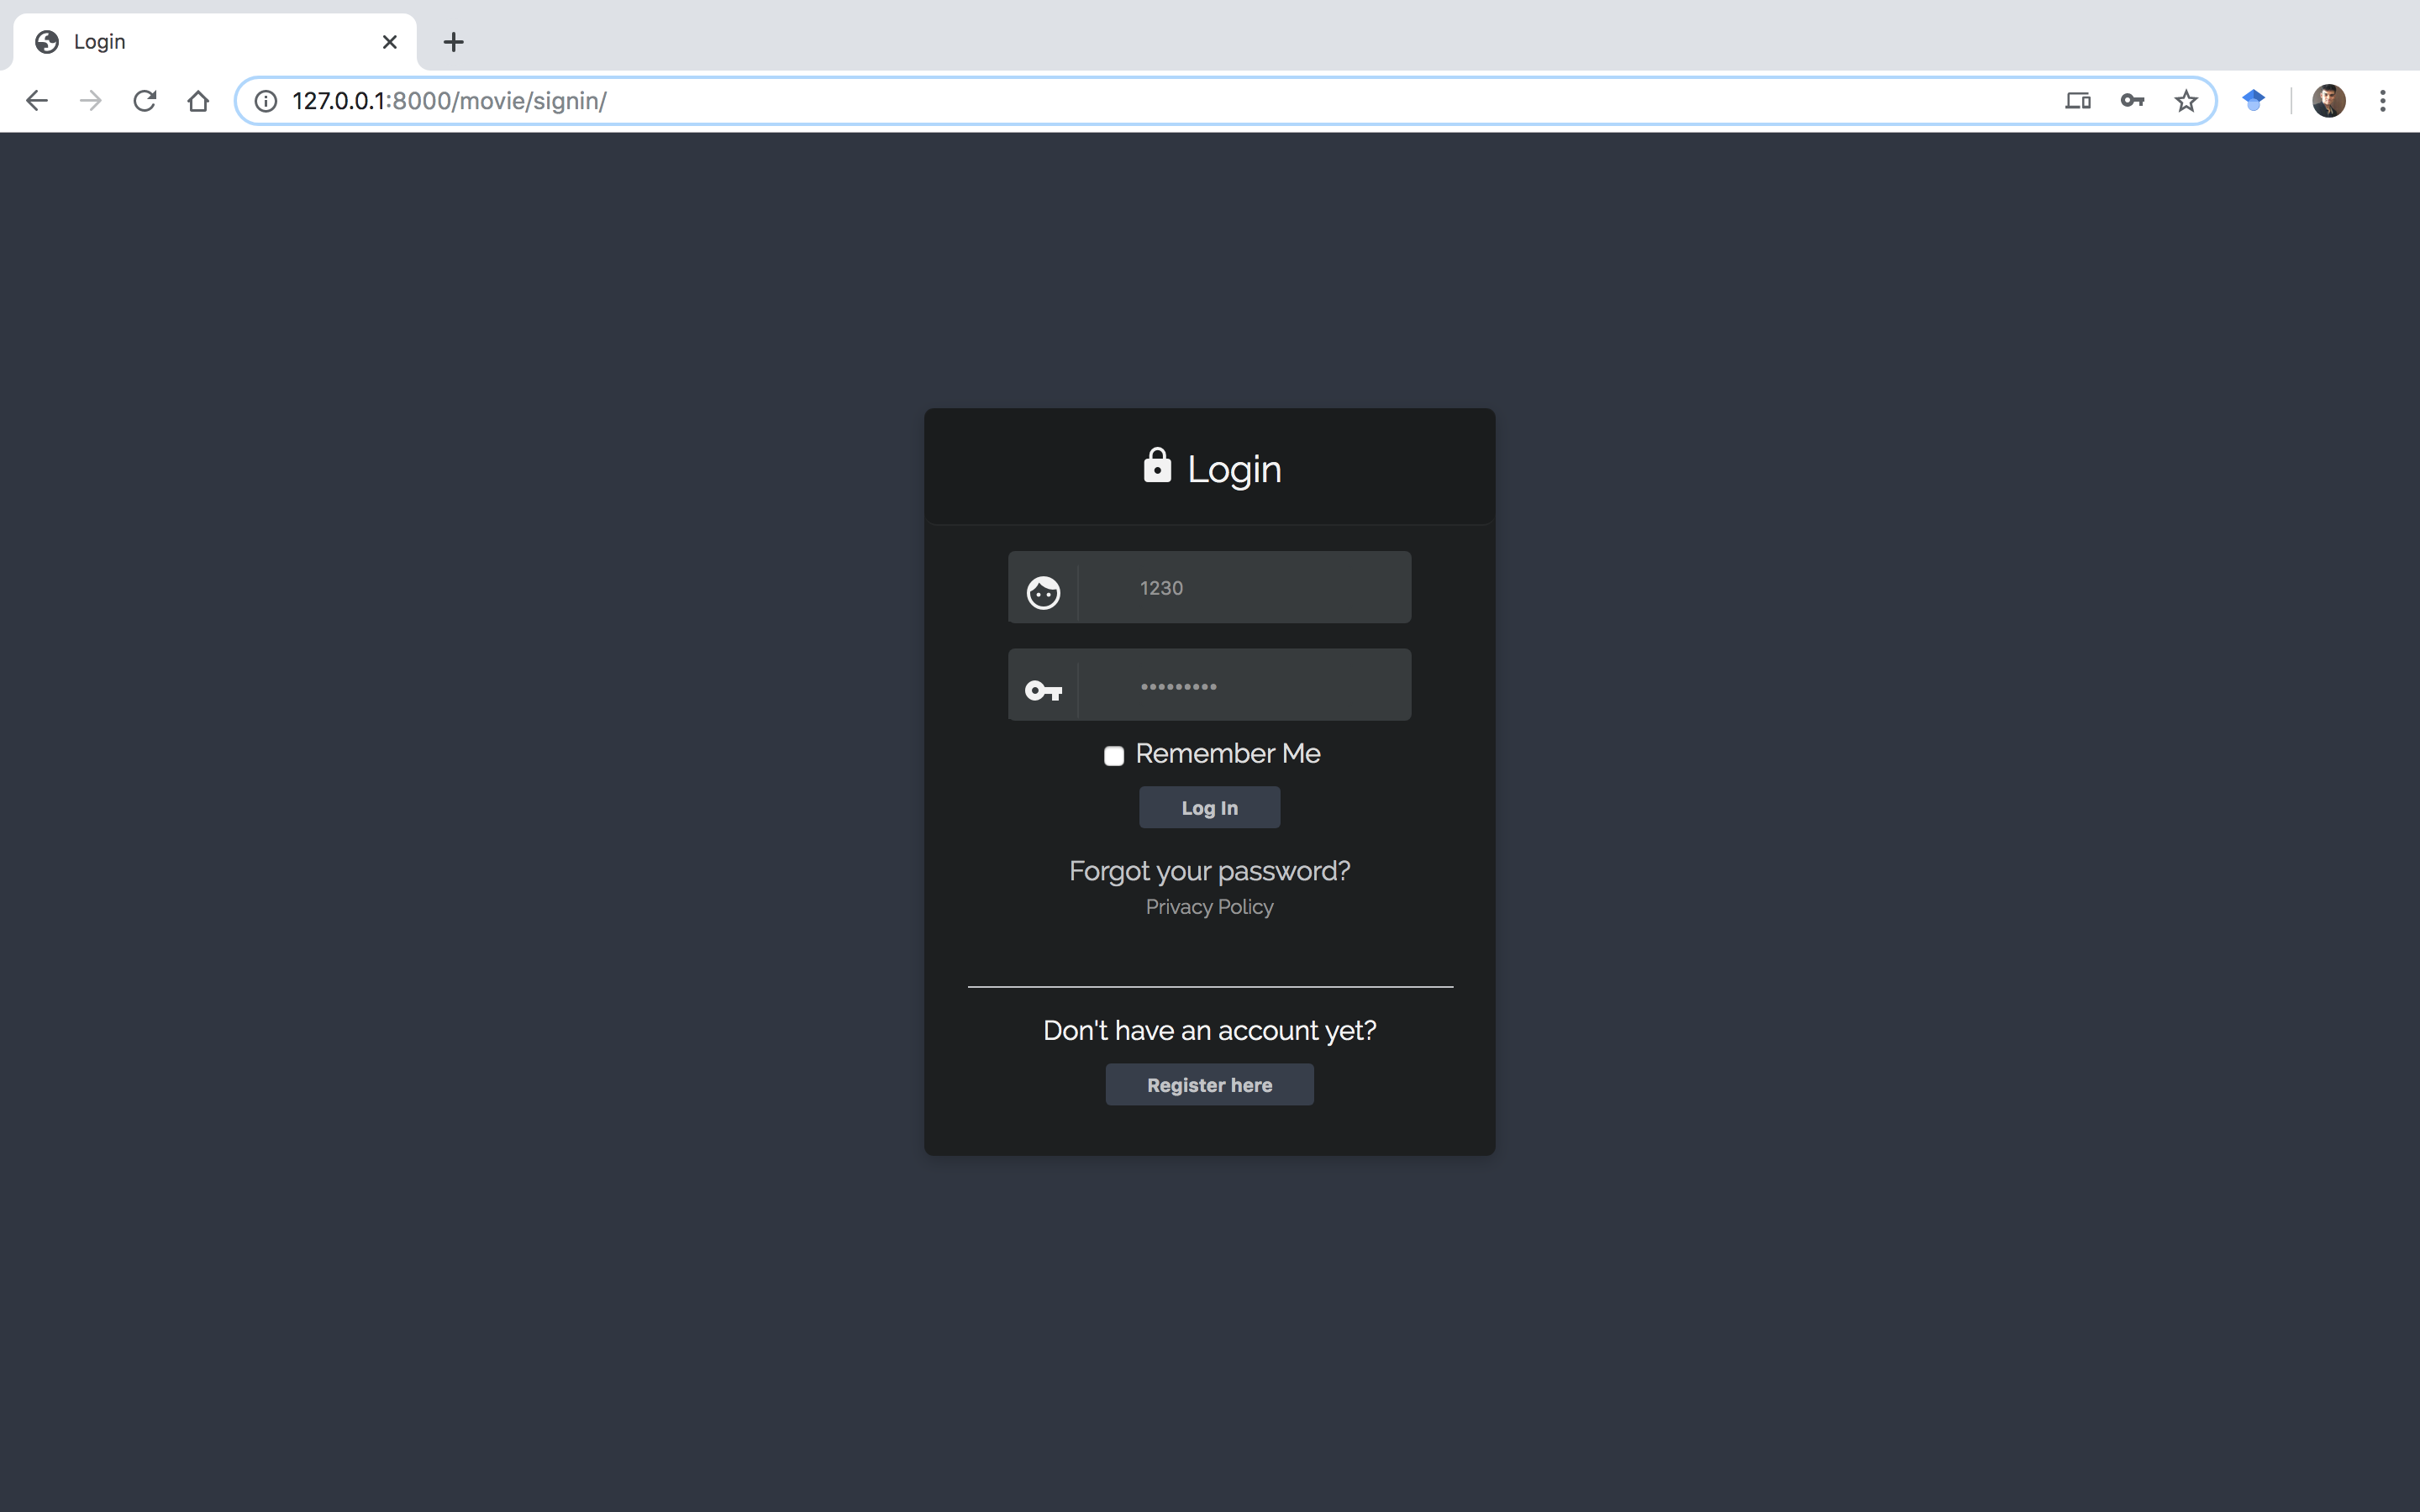 Login
127.0.0.1:8000/movie/signin/
Login
1230
•••••••••
Remember Me
Log In
Forgot your password?
Privacy Policy
Don't have an account yet?
Register here